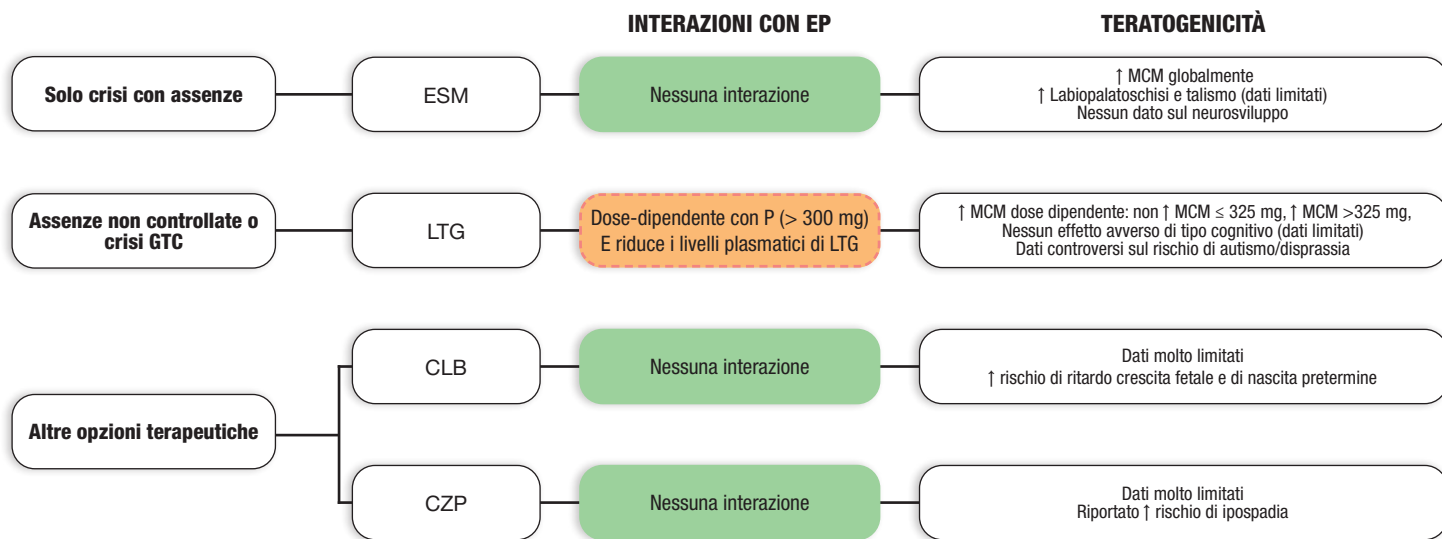 INTERAZIONI CON EP
TERATOGENICITÀ
Solo crisi con assenze
ESM
Nessuna interazione
↑ MCM globalmente
↑ Labiopalatoschisi e talismo (dati limitati)
Nessun dato sul neurosviluppo
Assenze non controllate o
crisi GTC
LTG
Dose-dipendente con P (> 300 mg)
E riduce i livelli plasmatici di LTG
↑ MCM dose dipendente: non ↑ MCM ≤ 325 mg, ↑ MCM >325 mg,
Nessun effetto avverso di tipo cognitivo (dati limitati)
Dati controversi sul rischio di autismo/disprassia
Altre opzioni terapeutiche
CLB
Nessuna interazione
Dati molto limitati
↑ rischio di ritardo crescita fetale e di nascita pretermine
CZP
Nessuna interazione
Dati molto limitati
Riportato ↑ rischio di ipospadia